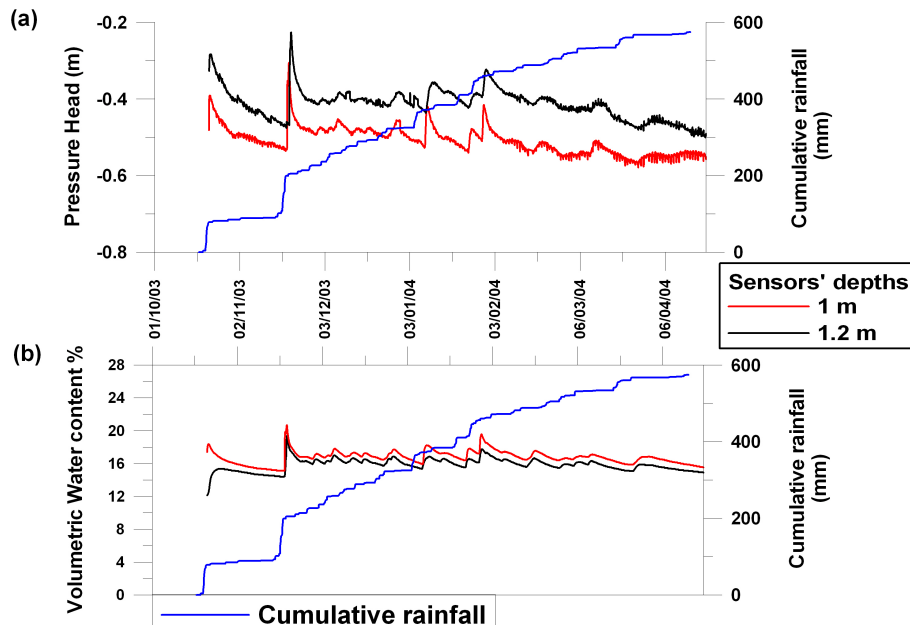 (a)
Pressure Head (m)
-0.2
-0.4
-0.6
-0.8
600
400
200
0
Cumulative rainfall
(mm)
01/10/03
02/11/03
03/12/03
03/01/04
03/02/04
06/03/04
06/04/04
Sensors' depths
1 m
1.2 m
(b)
Volumetric Water content %
28
24
20
16
12
8
4
0
600
400
200
0
Cumulative rainfall
(mm)
Cumulative rainfall